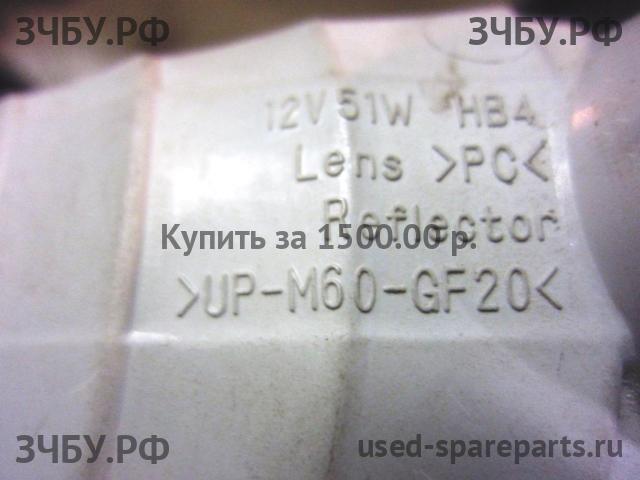 ЗЧБУ.РФ ЗЧБУ.РФ
12V51W HB4
Lens >PC<
Reflector
Купить за 1500.00 р.
>UP-M60-GF20<
ЗЧБУ.РФ used-spareparts.ru